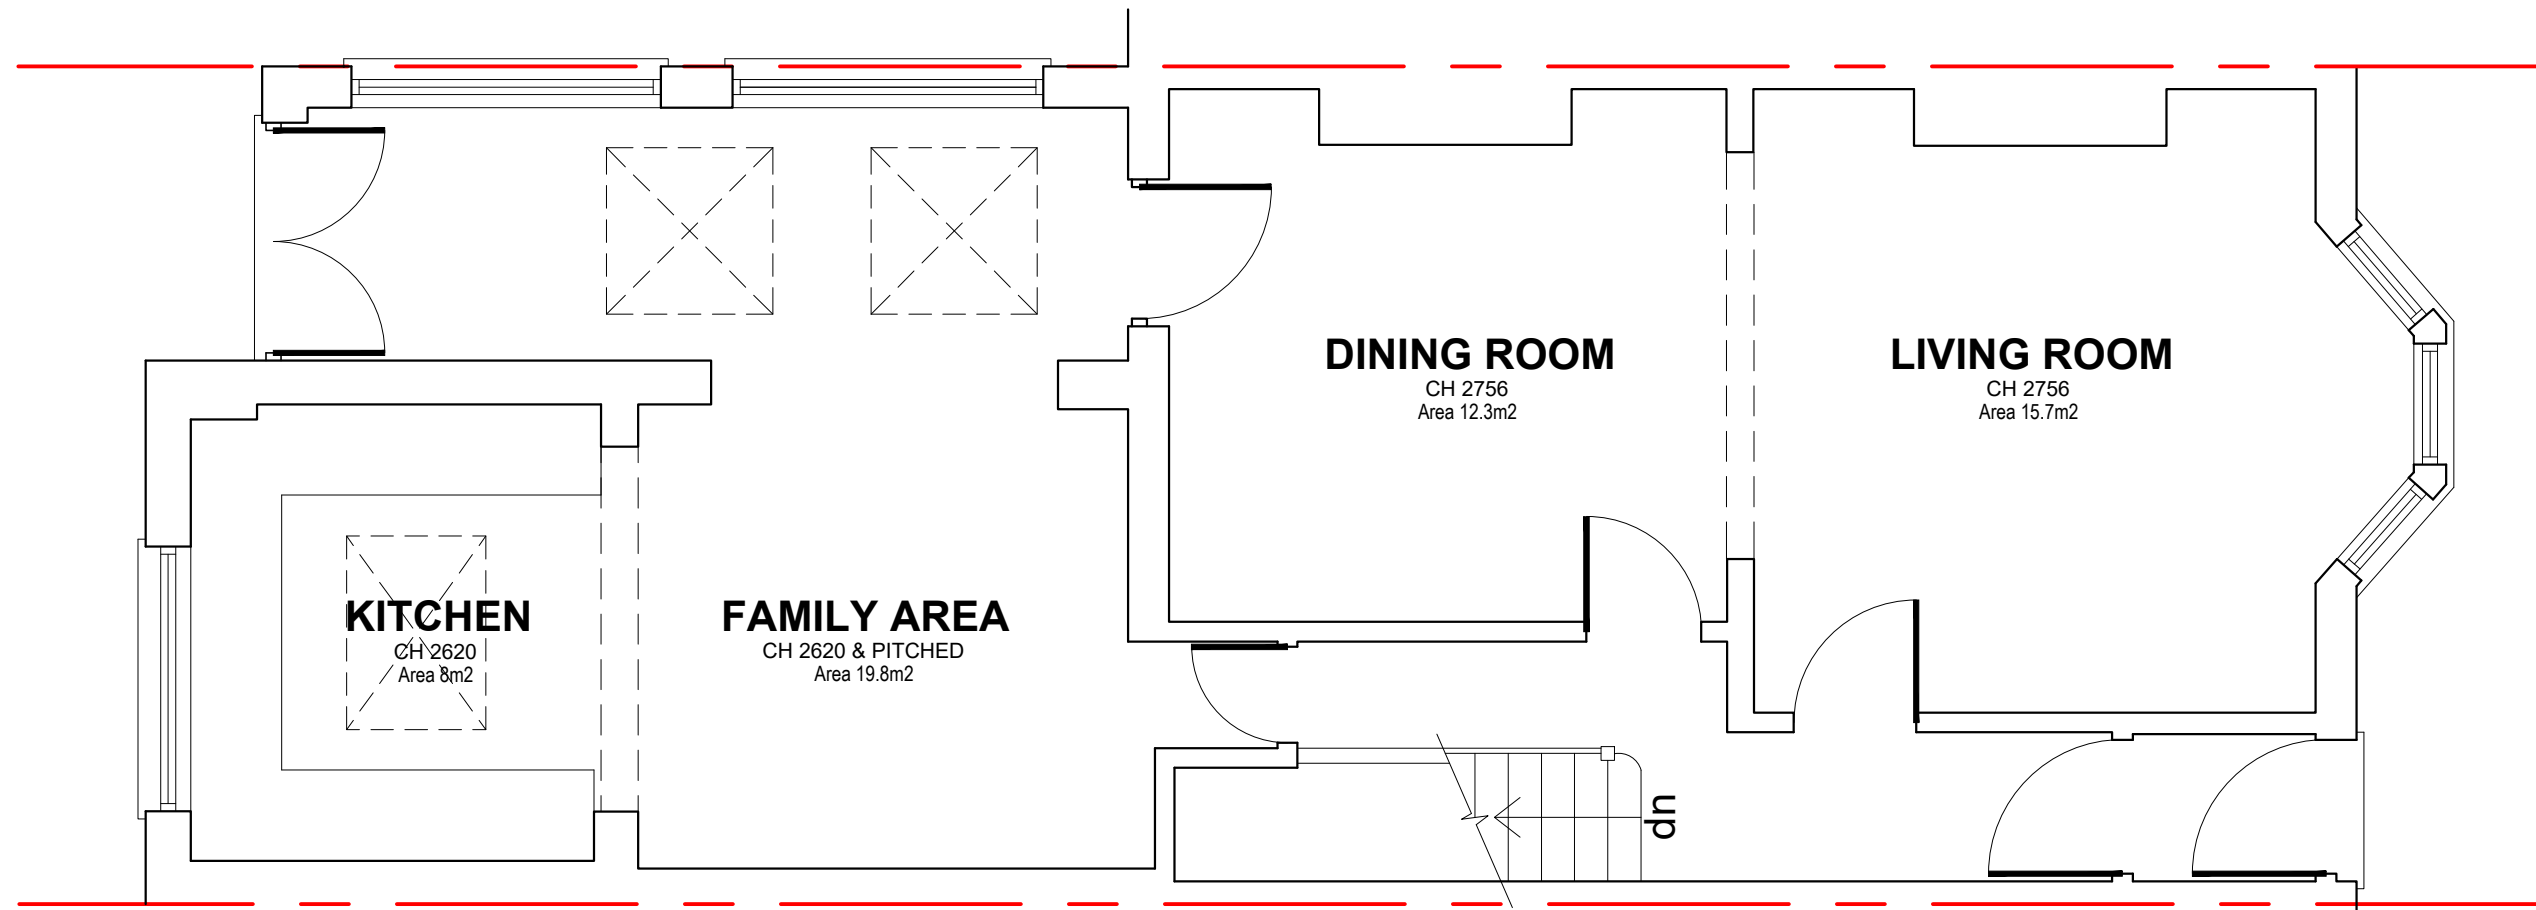 DINING ROOM
CH 2756
Area 12.3m2
LIVING ROOM
CH 2756
Area 15.7m2
KITCHEN
CH 2620
Area 8m2
FAMILY AREA
CH 2620 & PITCHED
Area 19.8m2
up